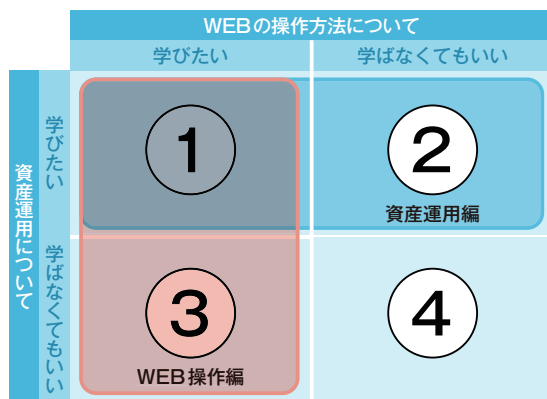 WEBの操作方法について
学びたい
学ばなくてもいい
資産運用について
学びたい
1
2
資産運用編
学ばなくてもいい
3
WEB操作編
4